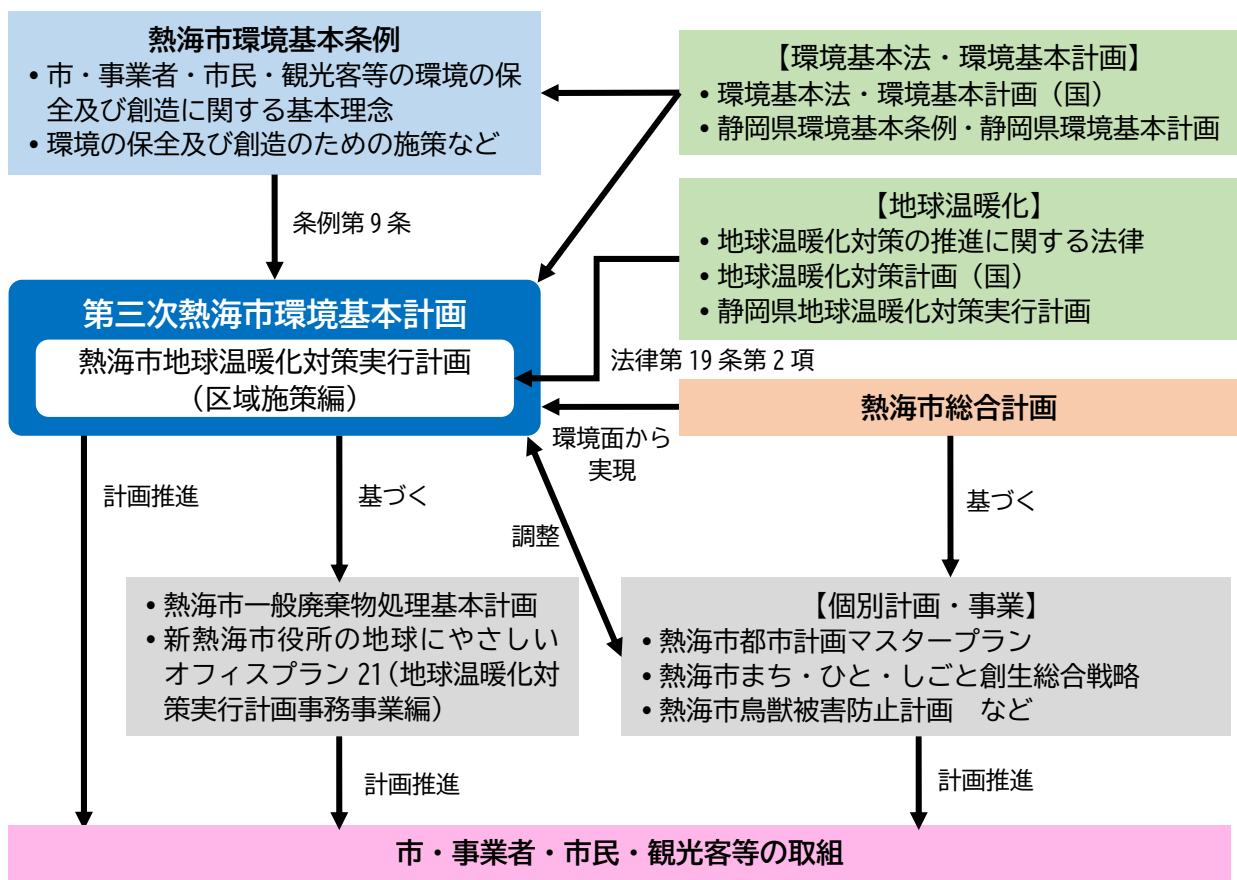 熱海市環境基本条例
• 市・事業者・市民・観光客等の環境の保
全及び創造に関する基本理念
• 環境の保全及び創造のための施策など
【環境基本法・環境基本計画】
• 環境基本法・環境基本計画（国）
• 静岡県環境基本条例・静岡県環境基本計画
条例第9条
【地球温暖化】
• 地球温暖化対策の推進に関する法律
• 地球温暖化対策計画（国）
• 静岡県地球温暖化対策実行計画
第三次熱海市環境基本計画
熱海市地球温暖化対策実行計画
（区域施策編）
法律第19条第2項
熱海市総合計画
環境面から
実現
計画推進
基づく
調整
基づく
• 熱海市一般廃棄物処理基本計画
• 新熱海市役所の地球にやさしい
オフィスプラン21（地球温暖化対
策実行計画事務事業編）
【個別計画・事業】
• 熱海市都市計画マスタープラン
• 熱海市まち・ひと・しごと創生総合戦略
• 熱海市鳥獣被害防止計画　など
計画推進
計画推進
市・事業者・市民・観光客等の取組